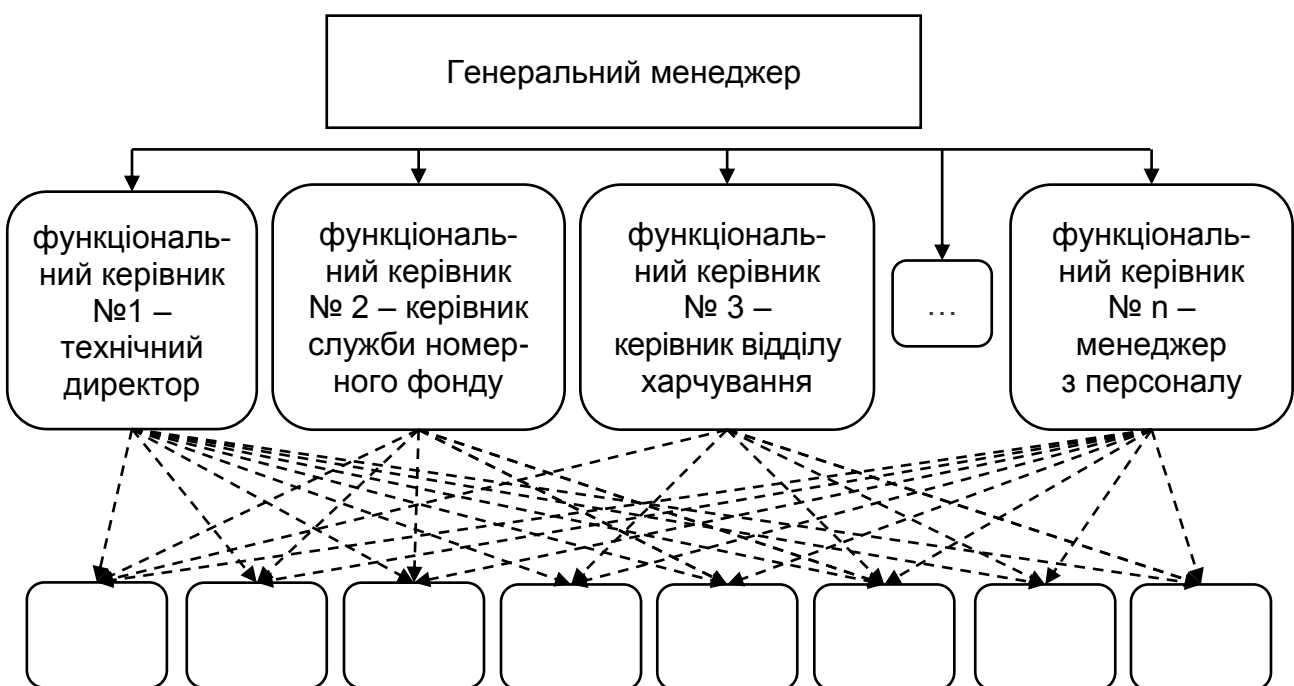 Генеральний менеджер
функціональ-
ний керівник
№1 –
технічний
директор
функціональ-
ний керівник
№ 2 – керівник
служби номер-
ного фонду
функціональ-
ний керівник
№ 3 –
керівник відділу
харчування
…
функціональ-
ний керівник
№ n –
менеджер
з персоналу